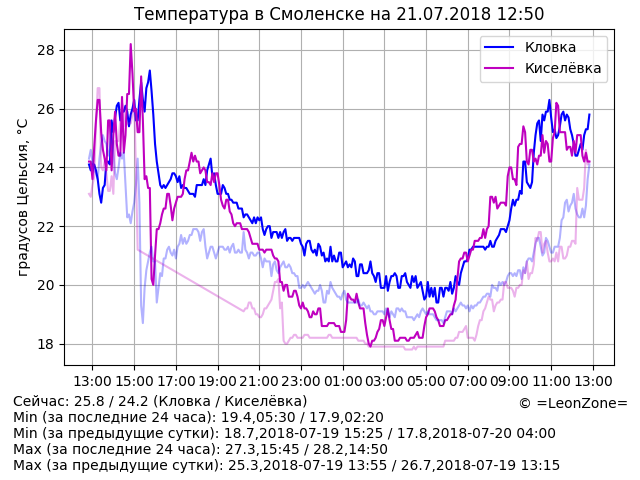 Температура в Смоленске на 21.07.2018 12:50
Кловка
Киселёвка
градусов Цельсия, °C
28
26
24
22
20
18
13:00 15:00 17:00 19:00 21:00 23:00 01:00 03:00 05:00 07:00 09:00 11:00 13:00
Сейчас: 25.8 / 24.2 (Кловка / Киселёвка)
© =LeonZone=
Min (за последние 24 часа): 19.4,05:30 / 17.9,02:20
Min (за предыдущие сутки): 18.7,2018-07-19 15:25 / 17.8,2018-07-20 04:00
Max (за последние 24 часа): 27.3,15:45 / 28.2,14:50
Max (за предыдущие сутки): 25.3,2018-07-19 13:55 / 26.7,2018-07-19 13:15